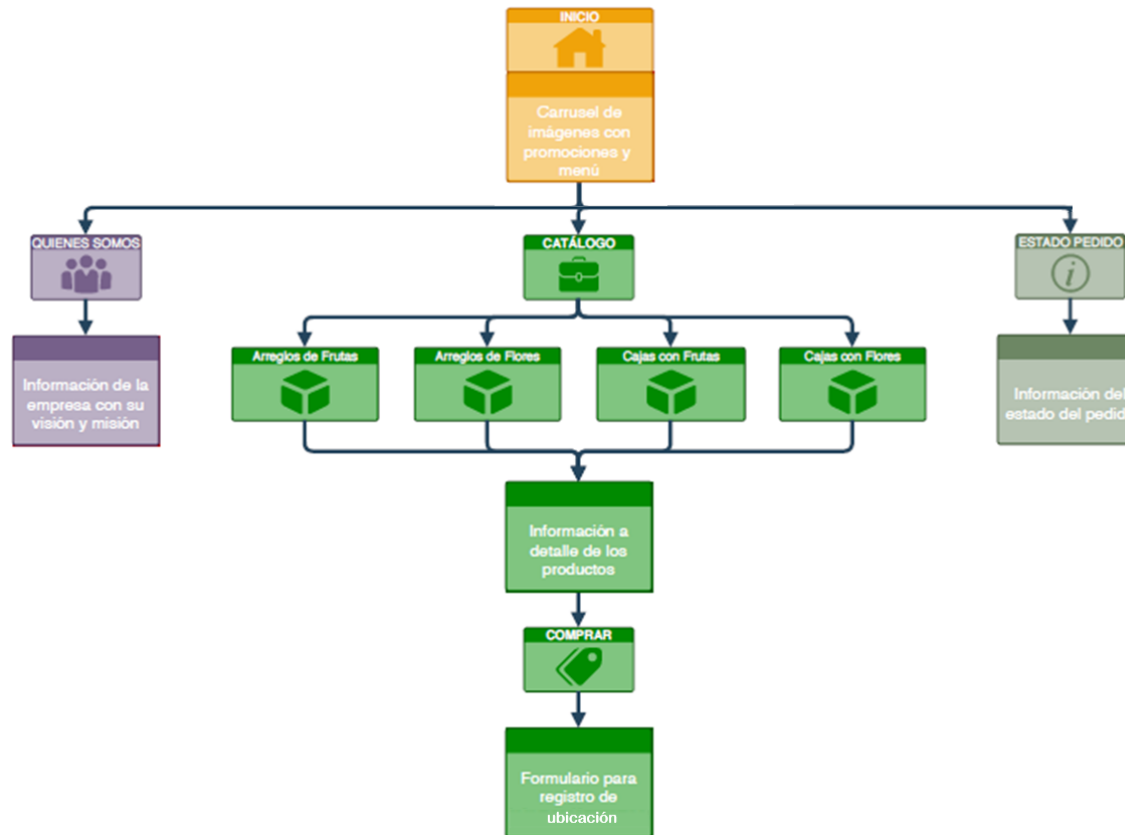 INICIO
Carrusel de
imágenes con
promociones y
menú
QUIENES SOMOS
CATÁLOGO
ESTADO PEDIDO
Información de la
empresa con su
visión y misión
Arreglos de Frutas
Arreglos de Flores
Cajas con Frutas
Cajas con Flores
Información del
estado del pedid
Información a
detalle de los
productos
COMPRAR
Formulario para
registro de
ubicación